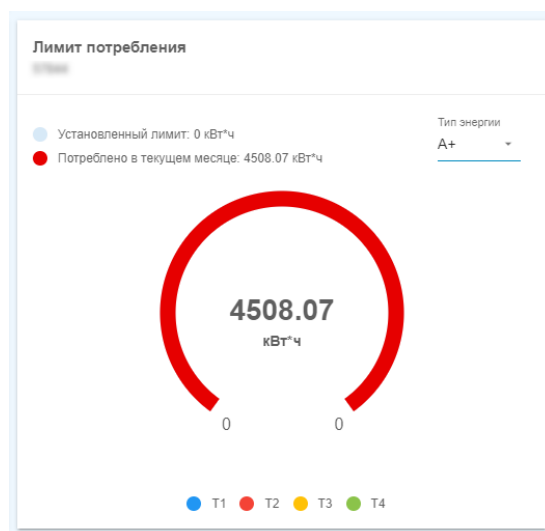 Лимит потребления
Установленный лимит: 0 кВт*ч
Потреблено в текущем месяце: 4508.07 кВт*ч
Тип энергии
A+
4508.07
кВт*ч
0
0
T1 T2 T3 T4